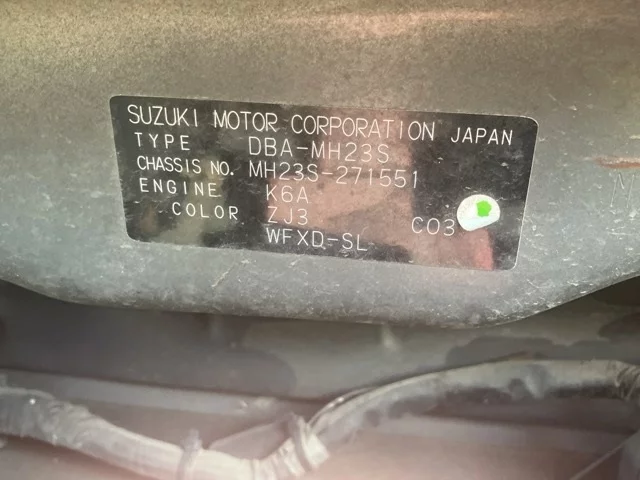 SUZUKI MOTOR CORPORATION JAPAN
TYPE DBA-MH23S
CHASSIS NO. MH23S-271551
ENGINE K6A
COLOR ZJ3 C03
WFXD-SL